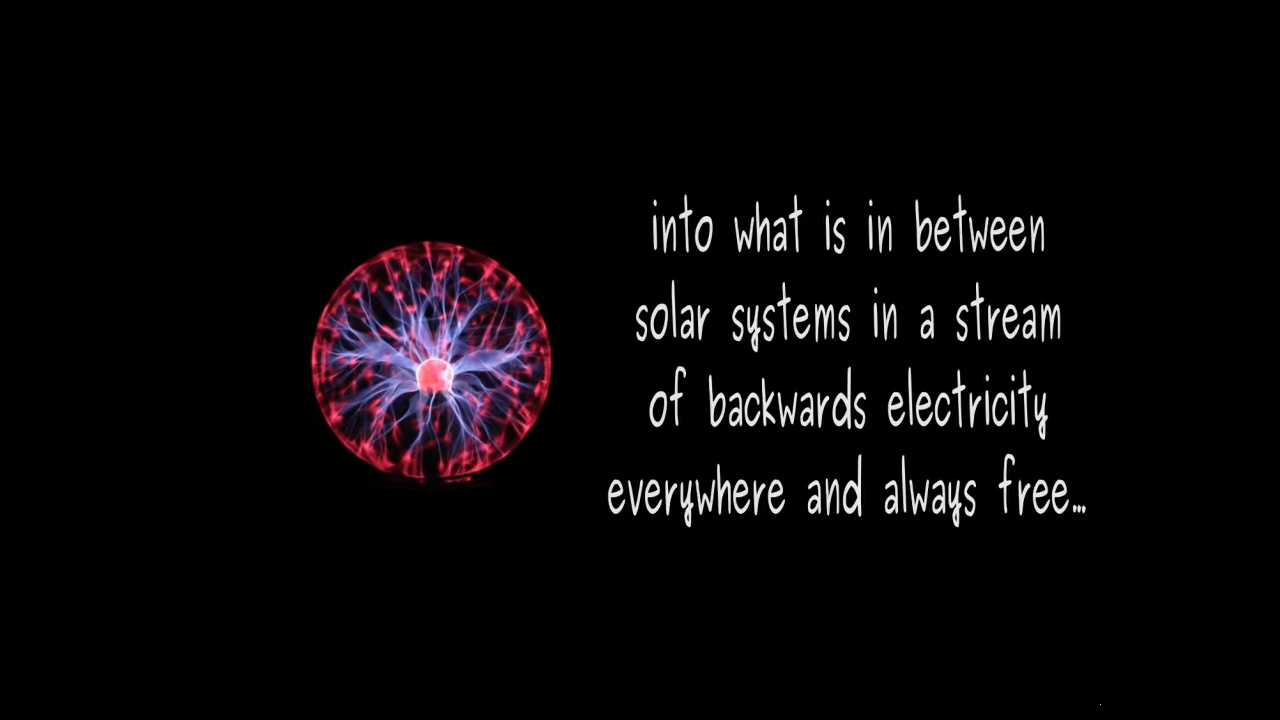 into what is in between
solar systems in a stream
of backwards electricity
everywhere and always free...